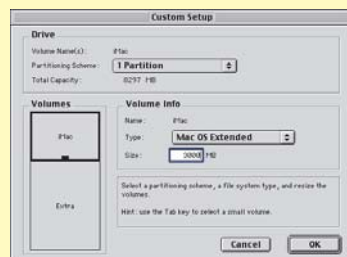 Custom Setup
Drive
Volume Name(s): iMac
Partitioning Scheme: 1 Partition
Total Capacity: 8297 MB
Volumes
iMac
Extra
Volume Info
Name: iMac
Type: Mac OS Extended
Size: 3000 MB
Select a partitioning scheme, a file system type, and resize the
volumes.
Hint: use the Tab key to select a small volume.
Cancel
OK